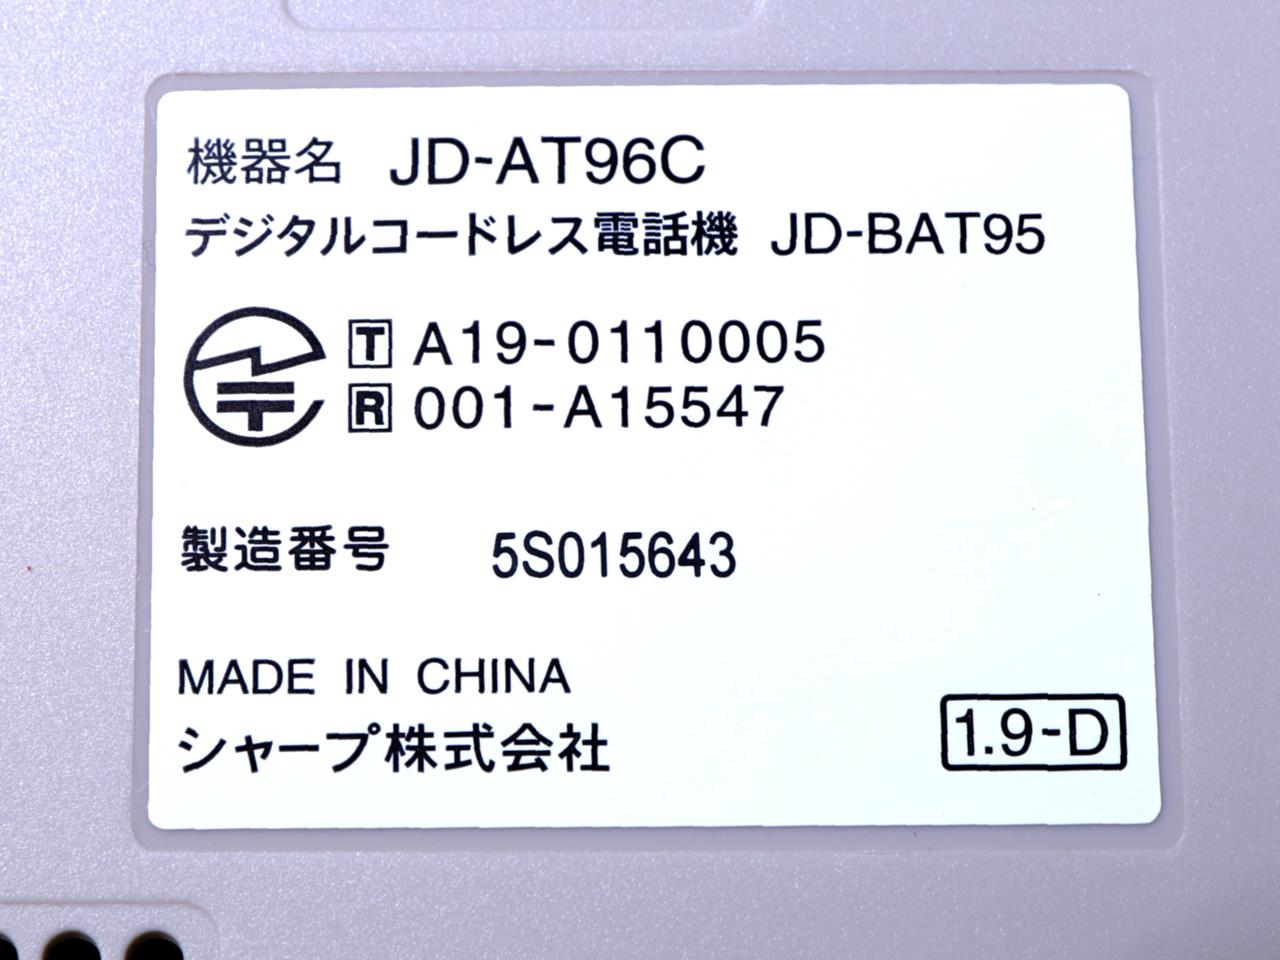 機器名 JD-AT96C
デジタルコードレス電話機 JD-BAT95
T A19-0110005
R 001-A15547
製造番号 5S015643
MADE IN CHINA
シャープ株式会社
1.9-D